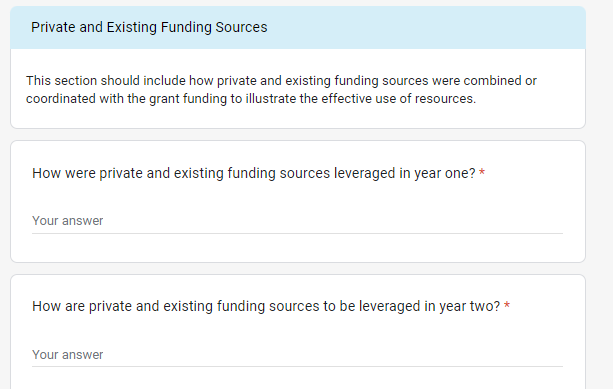 Private and Existing Funding Sources
This section should include how private and existing funding sources were combined or
coordinated with the grant funding to illustrate the effective use of resources.
How were private and existing funding sources leveraged in year one? *
Your answer
How are private and existing funding sources to be leveraged in year two? *
Your answer